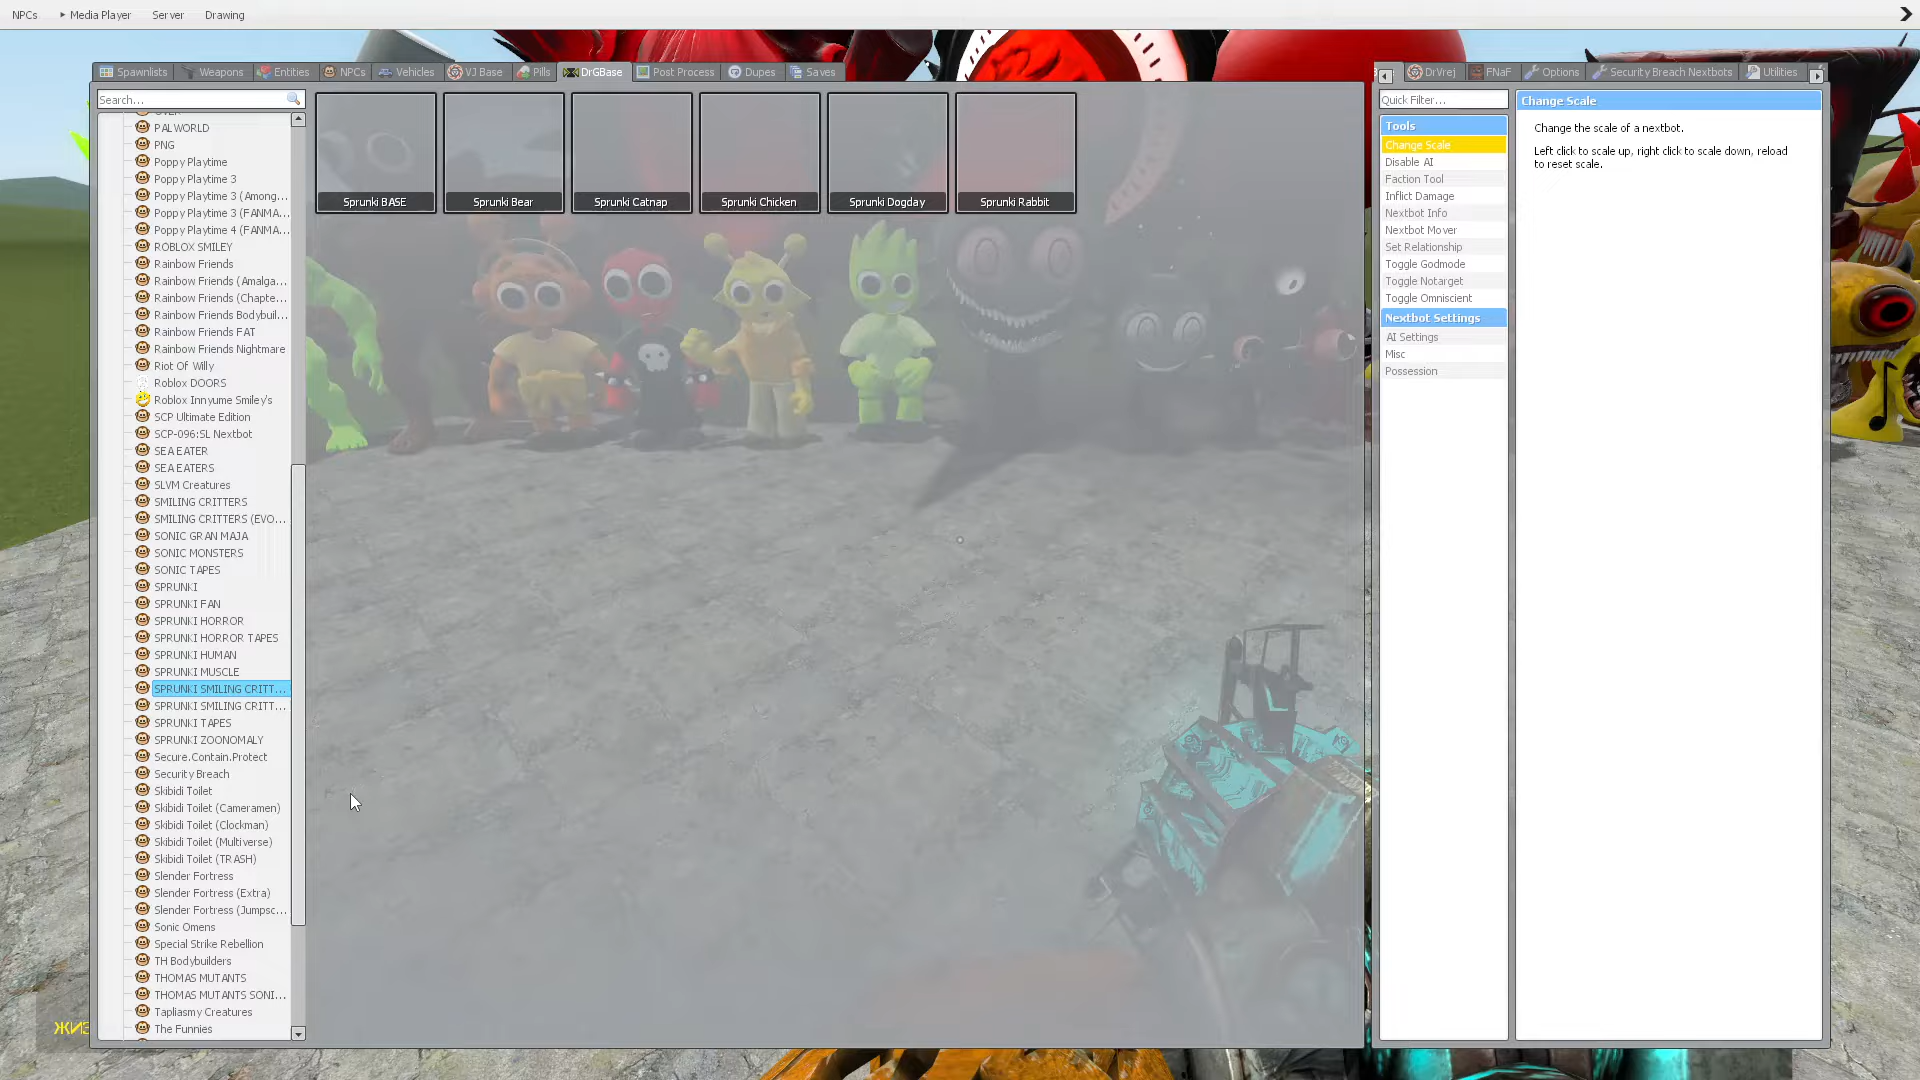 NPCs Media Player Server Drawing
Spawnlists Weapons Entities NPCs Vehicles VJ Base Pills DrGBase Post Process Dupes Saves
DrVrej FNaF Options Security Breach Nextbots Utilities
Search...
PALWORLD
PNG
Poppy Playtime
Poppy Playtime 3
Poppy Playtime 3 (Among...
Poppy Playtime 3 (FANMA...
Poppy Playtime 4 (FANMA...
ROBLOX SMILEY
Rainbow Friends
Rainbow Friends (Amalga...
Rainbow Friends (Chapte...
Rainbow Friends Bodybuil...
Rainbow Friends FAT
Rainbow Friends Nightmare
Riot Of Willy
Roblox DOORS
Roblox Innyume Smiley's
SCP Ultimate Edition
SCP-096:SL Nextbot
SEA EATER
SEA EATERS
SLVM Creatures
SMILING CRITTERS
SMILING CRITTERS (EVO...
SONIC GRAN MAJA
SONIC MONSTERS
SONIC TAPES
SPRUNKI
SPRUNKI FAN
SPRUNKI HORROR
SPRUNKI HORROR TAPES
SPRUNKI HUMAN
SPRUNKI MUSCLE
SPRUNKI SMILING CRITT...
SPRUNKI SMILING CRITT...
SPRUNKI TAPES
SPRUNKI ZOONOMALY
Secure.Contain.Protect
Security Breach
Skibidi Toilet
Skibidi Toilet (Cameramen)
Skibidi Toilet (Clockman)
Skibidi Toilet (Multiverse)
Skibidi Toilet (TRASH)
Slender Fortress
Slender Fortress (Extra)
Slender Fortress (Jumpsc...
Sonic Omens
Special Strike Rebellion
TH Bodybuilders
THOMAS MUTANTS
THOMAS MUTANTS SONI...
Tapliasmy Creatures
The Funnies
Sprunki BASE Sprunki Bear Sprunki Catnap Sprunki Chicken Sprunki Dogday Sprunki Rabbit
Quick Filter...
Tools
Change Scale
Disable AI
Faction Tool
Inflict Damage
Nextbot Info
Nextbot Mover
Set Relationship
Toggle Godmode
Toggle Notarget
Toggle Omniscient
Nextbot Settings
AI Settings
Misc
Possession
Change Scale
Change the scale of a nextbot.
Left click to scale up, right click to scale down, reload
to reset scale.